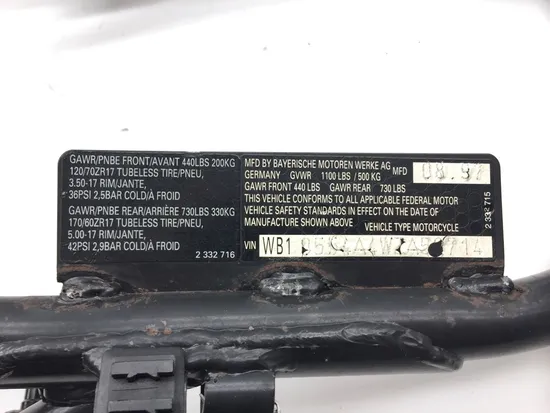 GAWR/PNBE FRONT/AVANT 440LBS 200KG
120/70ZR17 TUBELESS TIRE/PNEU,
3.50-17 RIM/JANTE,
36PSI 2,5BAR COLD/A FROID
GAWR/PNBE REAR/ARRIÈRE 730LBS 330KG
170/60ZR17 TUBELESS TIRE/PNEU,
5.00-17 RIM/JANTE,
42PSI 2,9BAR COLD/À FROID
2 332 716
MFD BY BAYERISCHE MOTOREN WERKE AG
GERMANY GVWR 1100 LBS / 500 KG MFD 08.97
GAWR FRONT 440 LBS GAWR REAR 730 LBS
THIS VEHICLE CONFORMS TO ALL APPLICABLE FEDERAL MOTOR
VEHICLE SAFETY STANDARDS IN EFFECT ON THE DATE OF
MANUFACTURE SHOWN ABOVE. VEHICLE TYPE MOTORCYCLE
VIN WB1
2 332 715